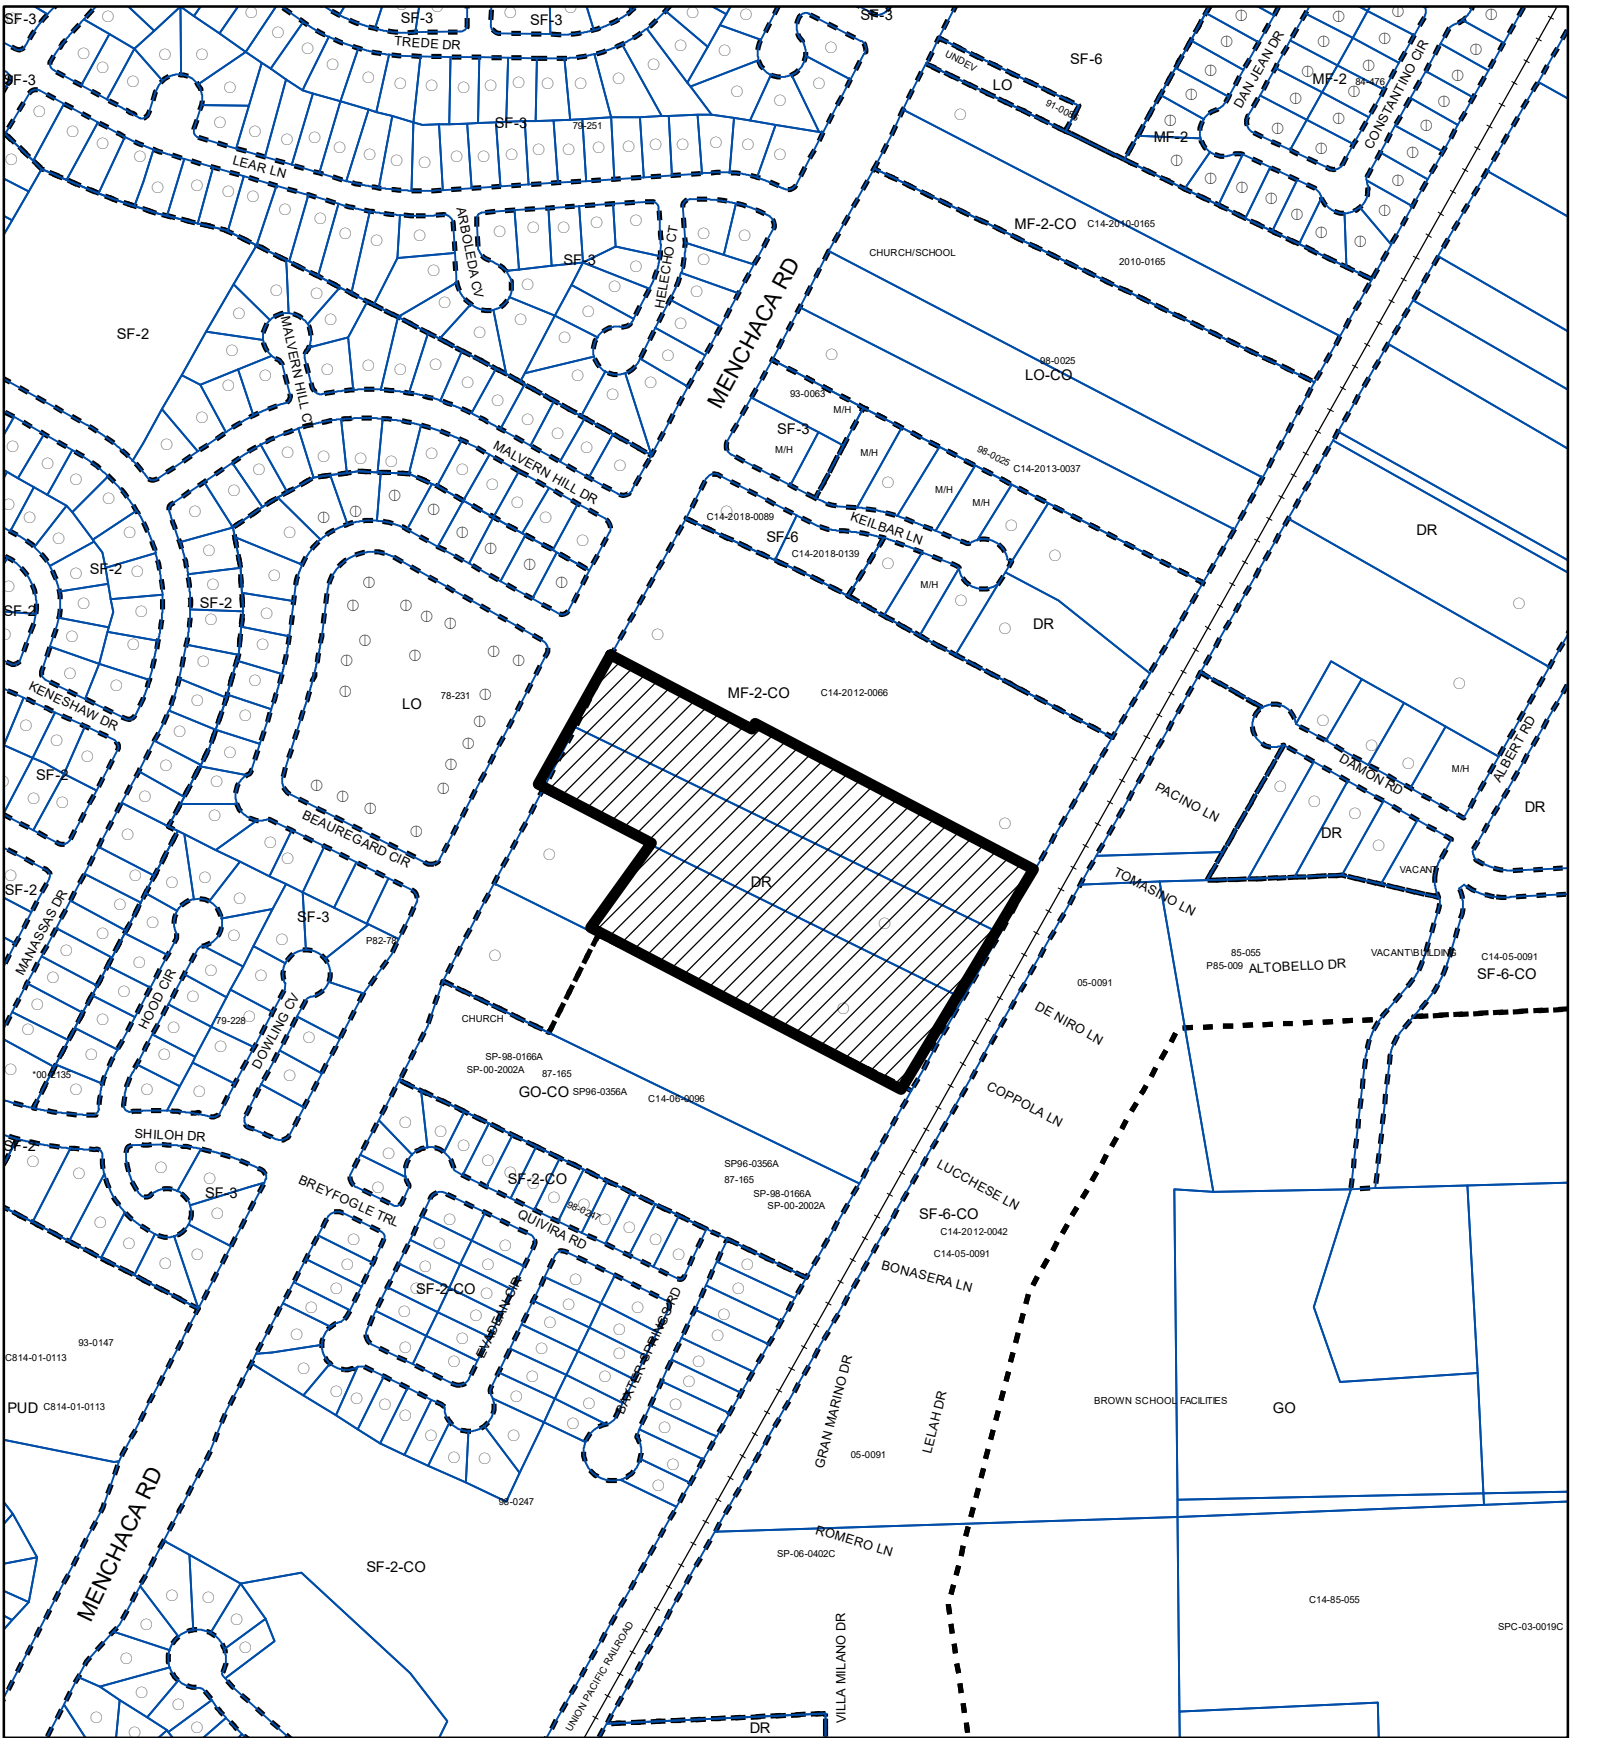 SF-3
SF-3
SF-3
SF-3
TREDE DR
SF-6
UNDEV
LO
DAN JEAN DR
MF-2
84-476
CONSTANTINO CIR
SF-3
SF-3
79-251
MF-2
LEAR LN
ARBOLEDA CV
HELECHO CT
SF-3
MENCHACA RD
MF-2-CO
C14-2010-0165
CHURCH/SCHOOL
2010-0165
SF-2
MALVERN HILL CT
98-0025
LO-CO
93-0063
M/H
SF-3
M/H
M/H
98-0025
C14-2013-0037
MALVERN HILL DR
M/H
M/H
C14-2018-0089
KEILBAR LN
SF-6
C14-2018-0139
DR
SF-2
M/H
SF-2
SF-2
DR
KENESHAW DR
LO
78-231
MF-2-CO
C14-2012-0066
ALBERT RD
SF-2
DAMON RD
M/H
PACINO LN
DR
BEAUREGARD CIR
DR
VACANT
SF-2
DR
TOMASINO LN
MANASSAS DR
SF-3
P82-78
85-055
VACANT\BUILDING
C14-05-0091
P85-009
ALTOBELLO DR
SF-6-CO
HOOD CIR
05-0091
79-228
DOWLING CV
CHURCH
DE NIRO LN
SP-98-0166A
SP-00-2002A
87-165
GO-CO
SP96-0356A
C14-06-0096
COPPOLA LN
*00-2135
SHILOH DR
SF-2
SF-3
SP96-0356A
87-165
SP-98-0166A
SP-00-2002A
LUCCHESE LN
BREYFOGLE TRL
SF-2-CO
98-0247
QUIVIRA RD
SF-6-CO
C14-2012-0042
C14-05-0091
BONASERA LN
SF-2-CO
EVADEAN CIR
BAXTER SPRINGS RD
93-0147
C814-01-0113
PUD
C814-01-0113
GRAN MARINO DR
LELAH DR
BROWN SCHOOL FACILITIES
GO
05-0091
MENCHACA RD
98-0247
ROMERO LN
SP-06-0402C
SF-2-CO
C14-85-055
SPC-03-0019C
UNION PACIFIC RAILROAD
VILLA MILANO DR
DR